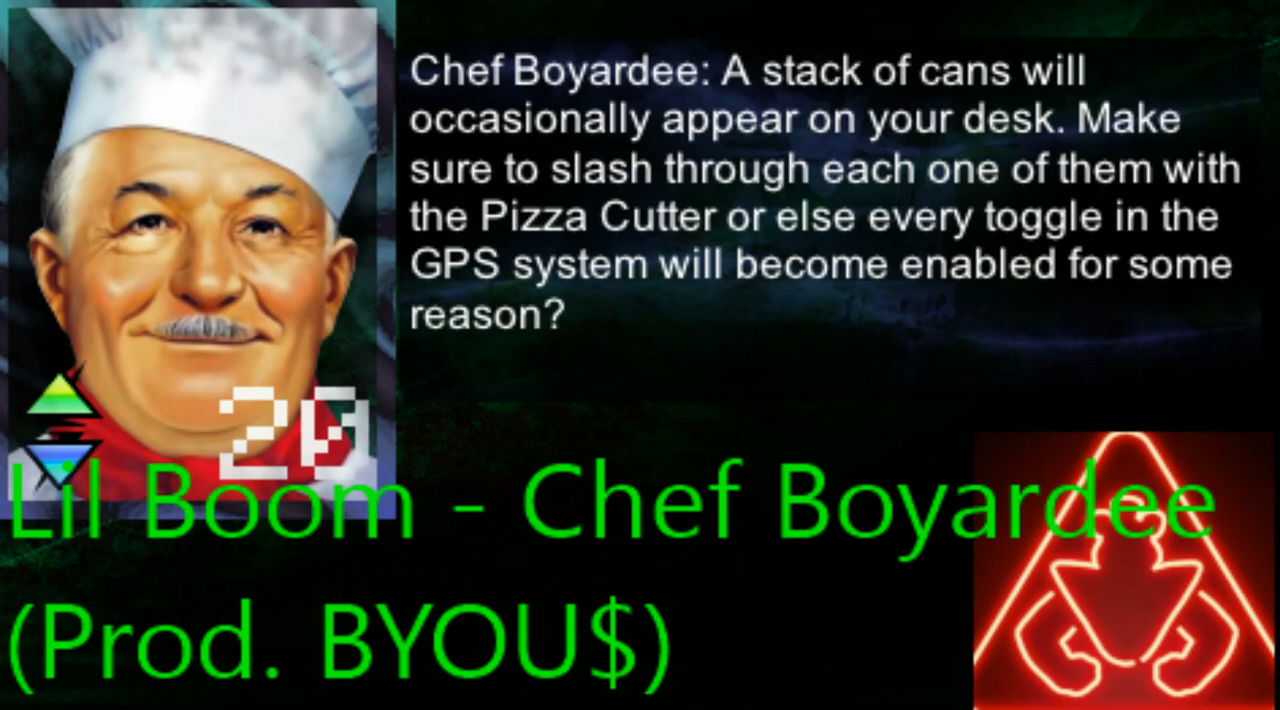 Chef Boyardee: A stack of cans will
occasionally appear on your desk. Make
sure to slash through each one of them with
the Pizza Cutter or else every toggle in the
GPS system will become enabled for some
reason?
20
Lil Boom - Chef Boyardee
(Prod. BYOU$)